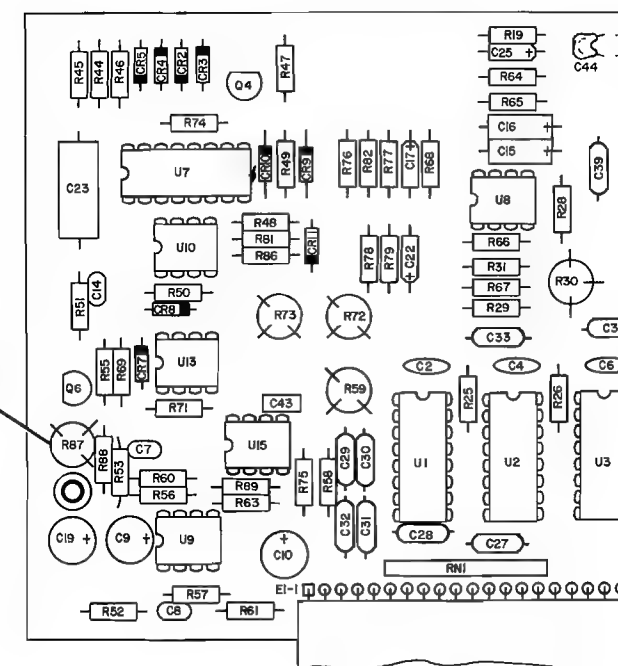 R19
C25 +
C44
R45
R44
R46
CR5
CR4
CR2
CR3
Q4
R47
R64
R65
R74
C16 +
C15 +
C23
U7
CR10
R49
CR9
R76
R82
R77
C17 +
R68
C39
U8
R28
U10
R48
R81
R86
CR11
R78
R79
C22 +
R66
R31
R67
R29
R30
R51
C14
R50
CR8
R73
R72
C33
C3
R55
R69
CR7
U13
Q6
R59
C2
C4
C6
R71
C43
R25
R26
R87
R88
R53
C7
U15
R60
R56
R89
R63
R75
R58
C29
C30
U1
U2
U3
C32
C31
C19 +
C9 +
U9
+
C10
C28
C27
RN1
E1-1
R57
R52
C8
R61